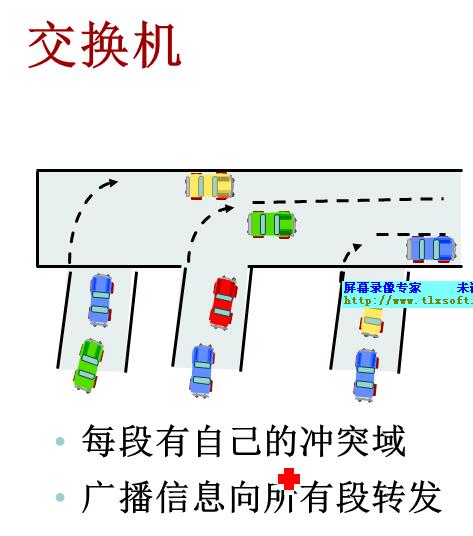 交换机
屏幕录像专家 未
http://www.tlxsoft.
每段有自己的冲突域
广播信息向所有段转发